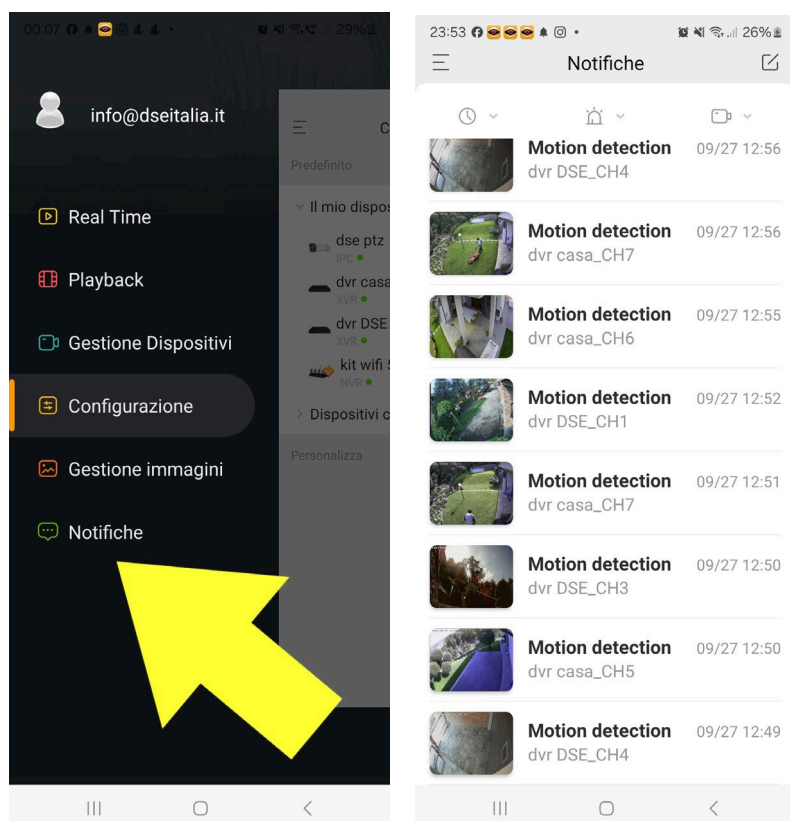 00:07
29%
info@dseitalia.it
C
Predefinito
Il mio dispos
Real Time
dse ptz
IPC
Playback
dvr casa
XVR
dvr DSE
XVR
Gestione Dispositivi
kit wifi 5
NVR
Configurazione
Dispositivi c
Personalizza
Gestione immagini
Notifiche
23:53
26%
Notifiche
Motion detection 09/27 12:56
dvr DSE_CH4
Motion detection 09/27 12:56
dvr casa_CH7
Motion detection 09/27 12:55
dvr casa_CH6
Motion detection 09/27 12:52
dvr DSE_CH1
Motion detection 09/27 12:51
dvr casa_CH7
Motion detection 09/27 12:50
dvr DSE_CH3
Motion detection 09/27 12:50
dvr casa_CH5
Motion detection 09/27 12:49
dvr DSE_CH4